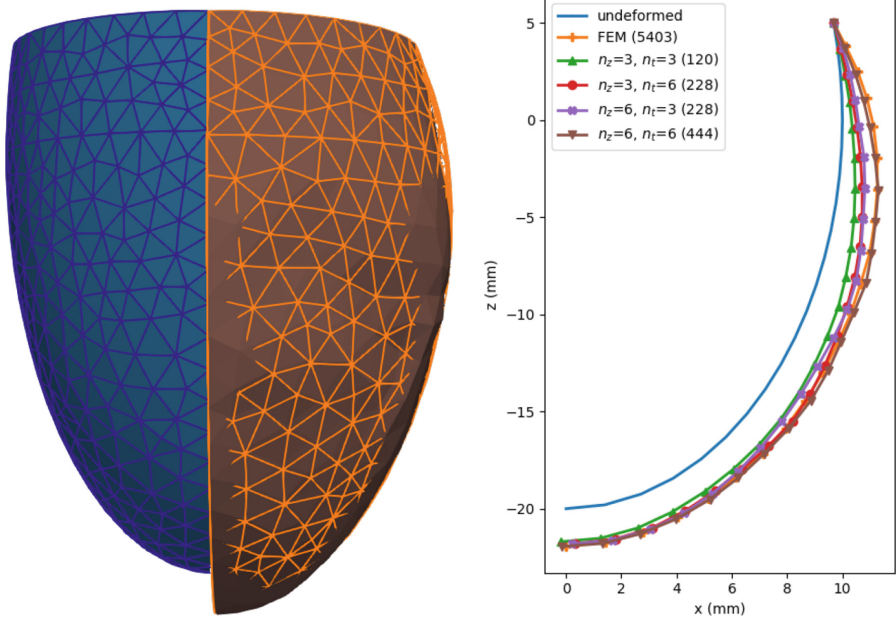 undeformed
FEM (5403)
n_z=3, n_t=3 (120)
n_z=3, n_t=6 (228)
n_z=6, n_t=3 (228)
n_z=6, n_t=6 (444)
5
0
−5
−10
−15
−20
z (mm)
0 2 4 6 8 10
x (mm)